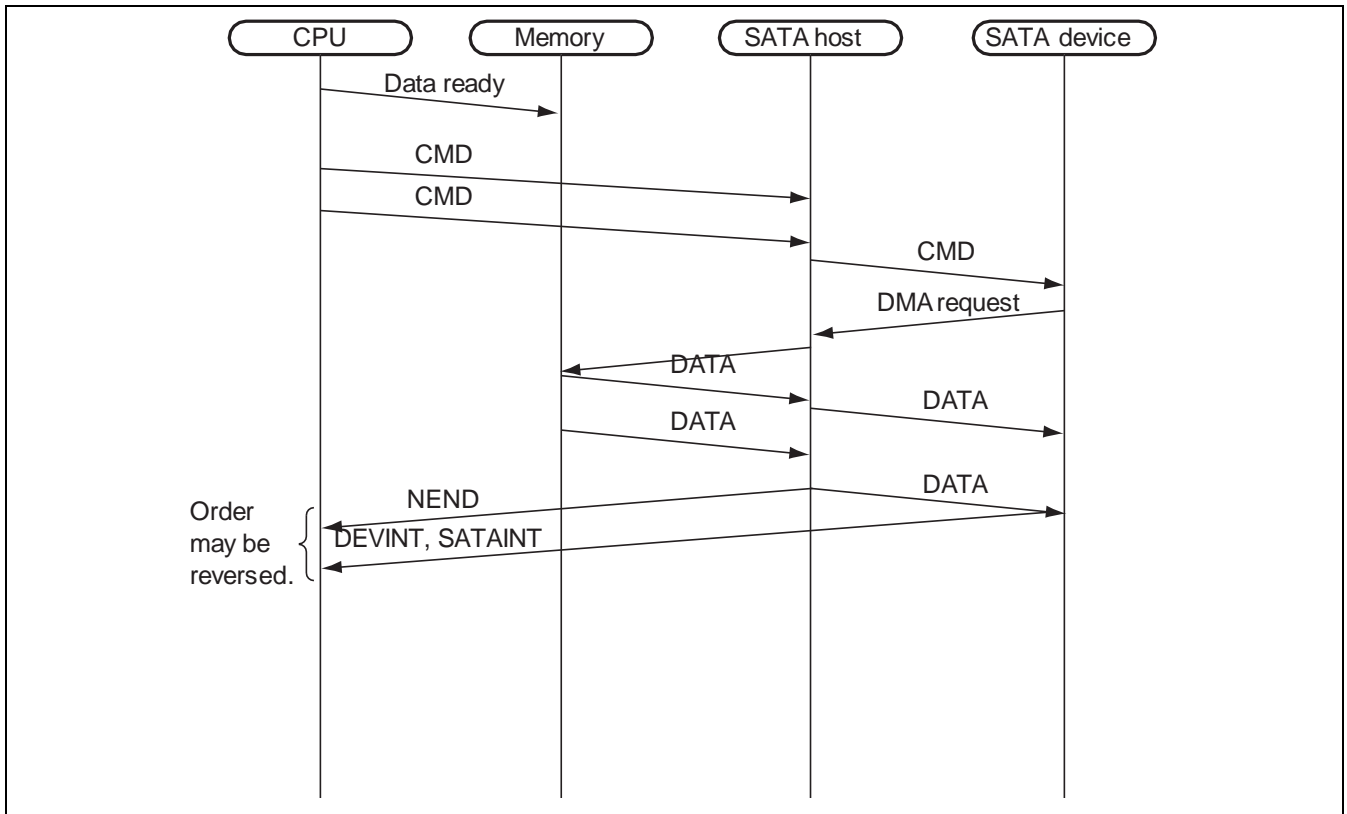 CPU
Memory
SATA host
SATA device
Data ready
CMD
CMD
CMD
DMA request
DATA
DATA
DATA
DATA
NEND
DEVINT, SATAINT
Order
may be
reversed.